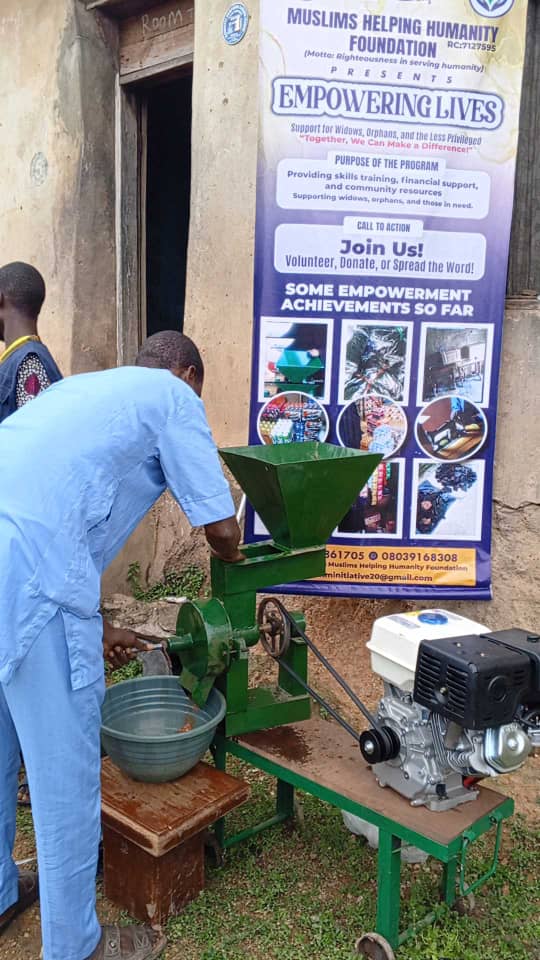 ROOM
MUSLIMS HELPING HUMANITY
FOUNDATION
RC:7127595
(Motto: Righteousness in serving humanity)
PRESENTS
EMPOWERING LIVES
Support for Widows, Orphans, and the Less Privileged
"Together, We Can Make a Difference!"
PURPOSE OF THE PROGRAM
Providing skills training, financial support,
and community resources
Supporting widows, orphans, and those in need.
CALL TO ACTION
Join Us!
Volunteer, Donate, or Spread the Word!
SOME EMPOWERMENT
ACHIEVEMENTS SO FAR
361705 08039168308
Muslims Helping Humanity Foundation
minitiative20@gmail.com